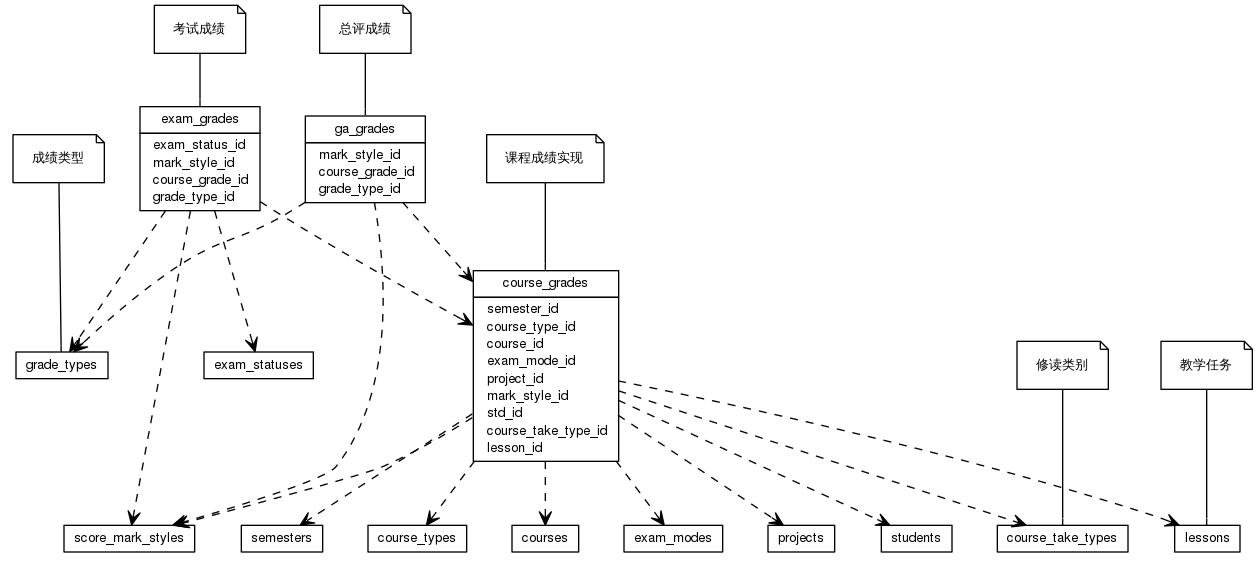 考试成绩
总评成绩
exam_grades
exam_status_id
mark_style_id
course_grade_id
grade_type_id
ga_grades
mark_style_id
course_grade_id
grade_type_id
成绩类型
课程成绩实现
course_grades
semester_id
course_type_id
course_id
exam_mode_id
project_id
mark_style_id
std_id
course_take_type_id
lesson_id
grade_types
exam_statuses
修读类别
教学任务
score_mark_styles
semesters
course_types
courses
exam_modes
projects
students
course_take_types
lessons